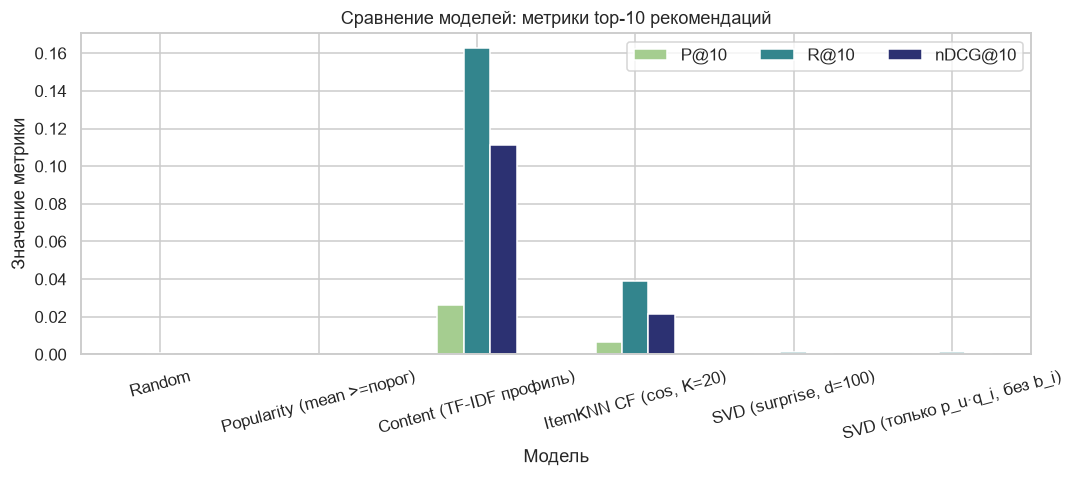 Сравнение моделей: метрики top-10 рекомендаций
P@10 R@10 nDCG@10
Значение метрики
0.16
0.14
0.12
0.10
0.08
0.06
0.04
0.02
0.00
Random
Popularity (mean >=порог)
Content (TF-IDF профиль)
ItemKNN CF (cos, K=20)
SVD (surprise, d=100)
SVD (только p_u·q_i, без b_i)
Модель